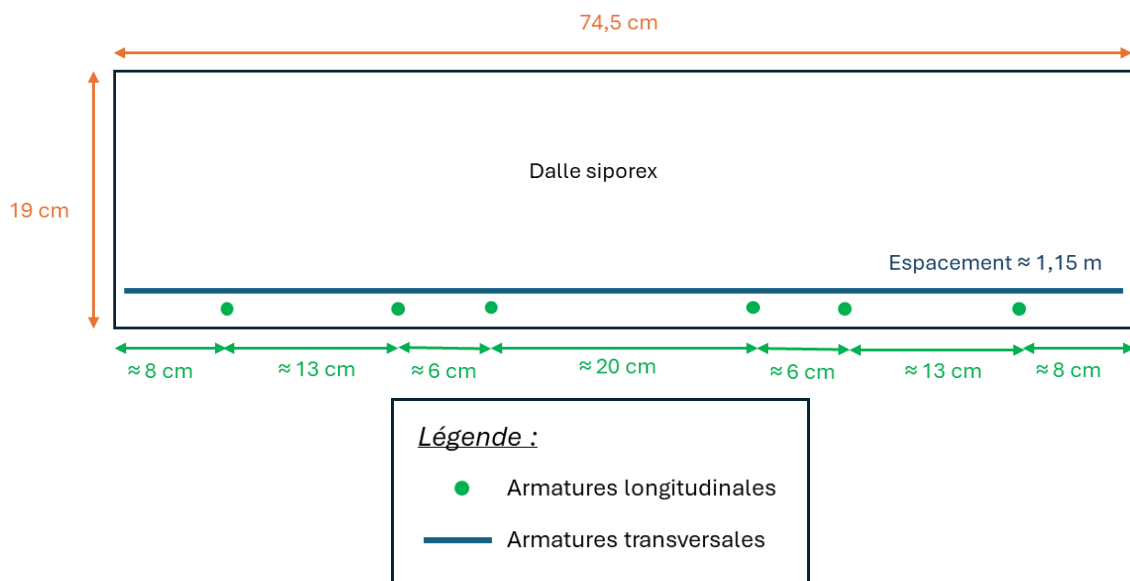 74,5 cm
Dalle siporex
19 cm
Espacement ≈ 1,15 m
≈ 8 cm
≈ 13 cm
≈ 6 cm
≈ 20 cm
≈ 6 cm
≈ 13 cm
≈ 8 cm
Légende :
Armatures longitudinales
Armatures transversales